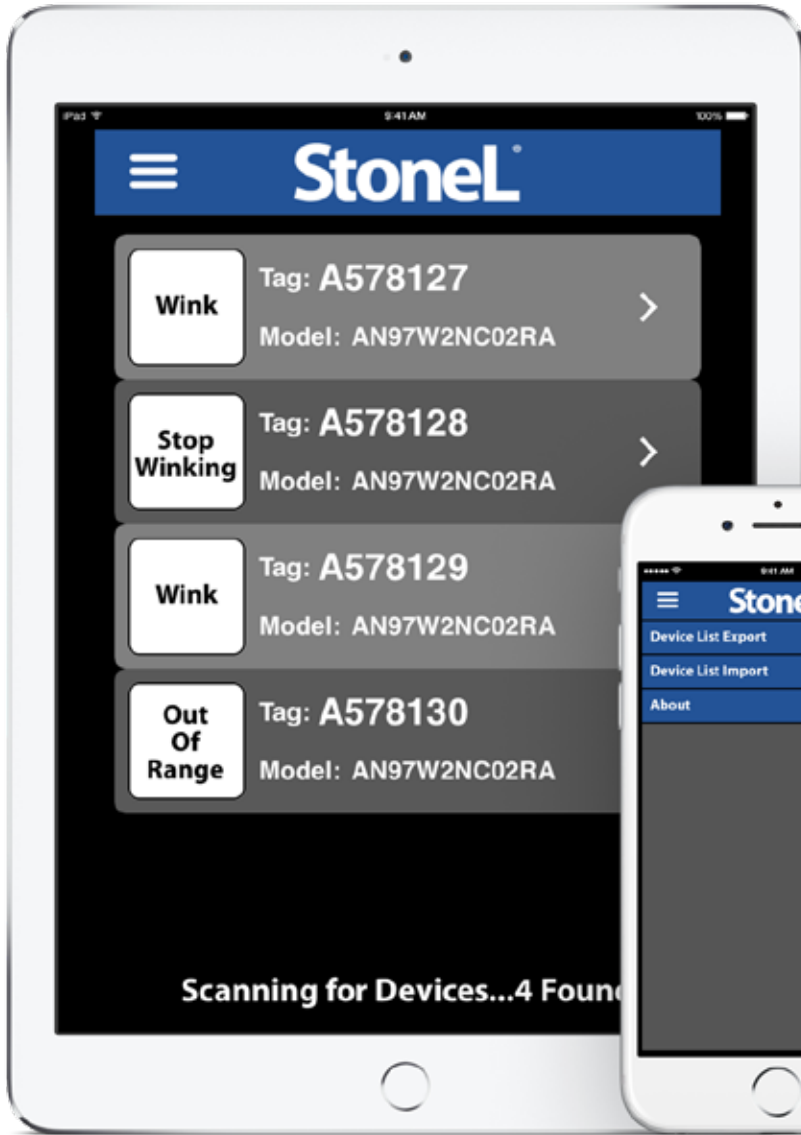 iPad
9:41 AM
100%
StoneL®
Wink
Tag: A578127
Model: AN97W2NC02RA
Stop
Winking
Tag: A578128
Model: AN97W2NC02RA
Wink
Tag: A578129
Model: AN97W2NC02RA
Out
Of
Range
Tag: A578130
Model: AN97W2NC02RA
Scanning for Devices...4 Foun
9:41 AM
Stone
Device List Export
Device List Import
About